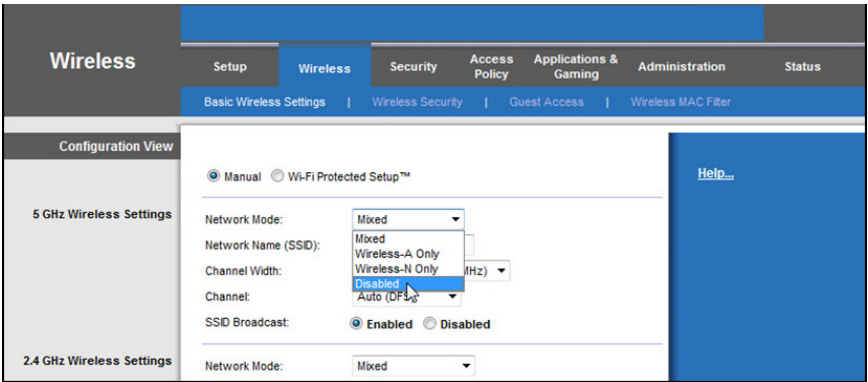 Wireless
Setup Wireless Security Access Policy Applications & Gaming Administration Status
Basic Wireless Settings | Wireless Security | Guest Access | Wireless MAC Filter
Configuration View
Manual Wi-Fi Protected Setup™
Help...
5 GHz Wireless Settings
Network Mode: Mixed
Mixed
Network Name (SSID):
Wireless-A Only
Channel Width: Wireless-N Only MHz)
Disabled
Channel: Auto (DFS)
SSID Broadcast: Enabled Disabled
2.4 GHz Wireless Settings
Network Mode: Mixed